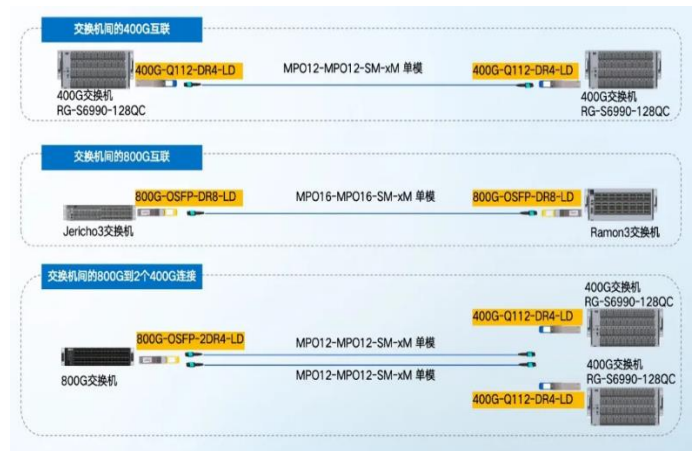 交换机间的400G互联
400G-Q112-DR4-LD
MPO12-MPO12-SM-xM 单模
400G-Q112-DR4-LD
400G交换机
RG-S6990-128QC
400G交换机
RG-S6990-128QC
交换机间的800G互联
800G-OSFP-DR8-LD
MPO16-MPO16-SM-xM 单模
800G-OSFP-DR8-LD
Jericho3交换机
Ramon3交换机
交换机间的800G到2个400G连接
400G交换机
RG-S6990-128QC
400G-Q112-DR4-LD
800G-OSFP-2DR4-LD
MPO12-MPO12-SM-xM 单模
800G交换机
MPO12-MPO12-SM-xM 单模
400G交换机
RG-S6990-128QC
400G-Q112-DR4-LD